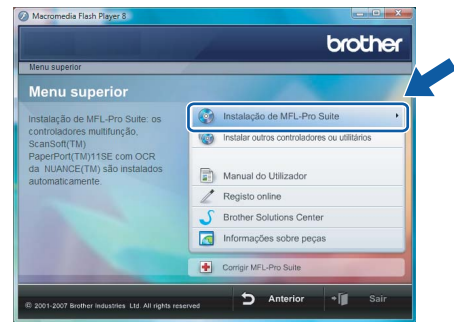 Macromedia Flash Player 8
brother
Menu superior
Menu superior
Instalação de MFL-Pro Suite: os
controladores multifunção,
ScanSoft(TM)
PaperPort(TM)11SE com OCR
da NUANCE(TM) são instalados
automaticamente.
Instalação de MFL-Pro Suite
Instalar outros controladores ou utilitários
Manual do Utilizador
Registo online
Brother Solutions Center
Informações sobre peças
Corrigir MFL-Pro Suite
© 2001-2007 Brother Industries Ltd. All rights reserved
Anterior
Sair